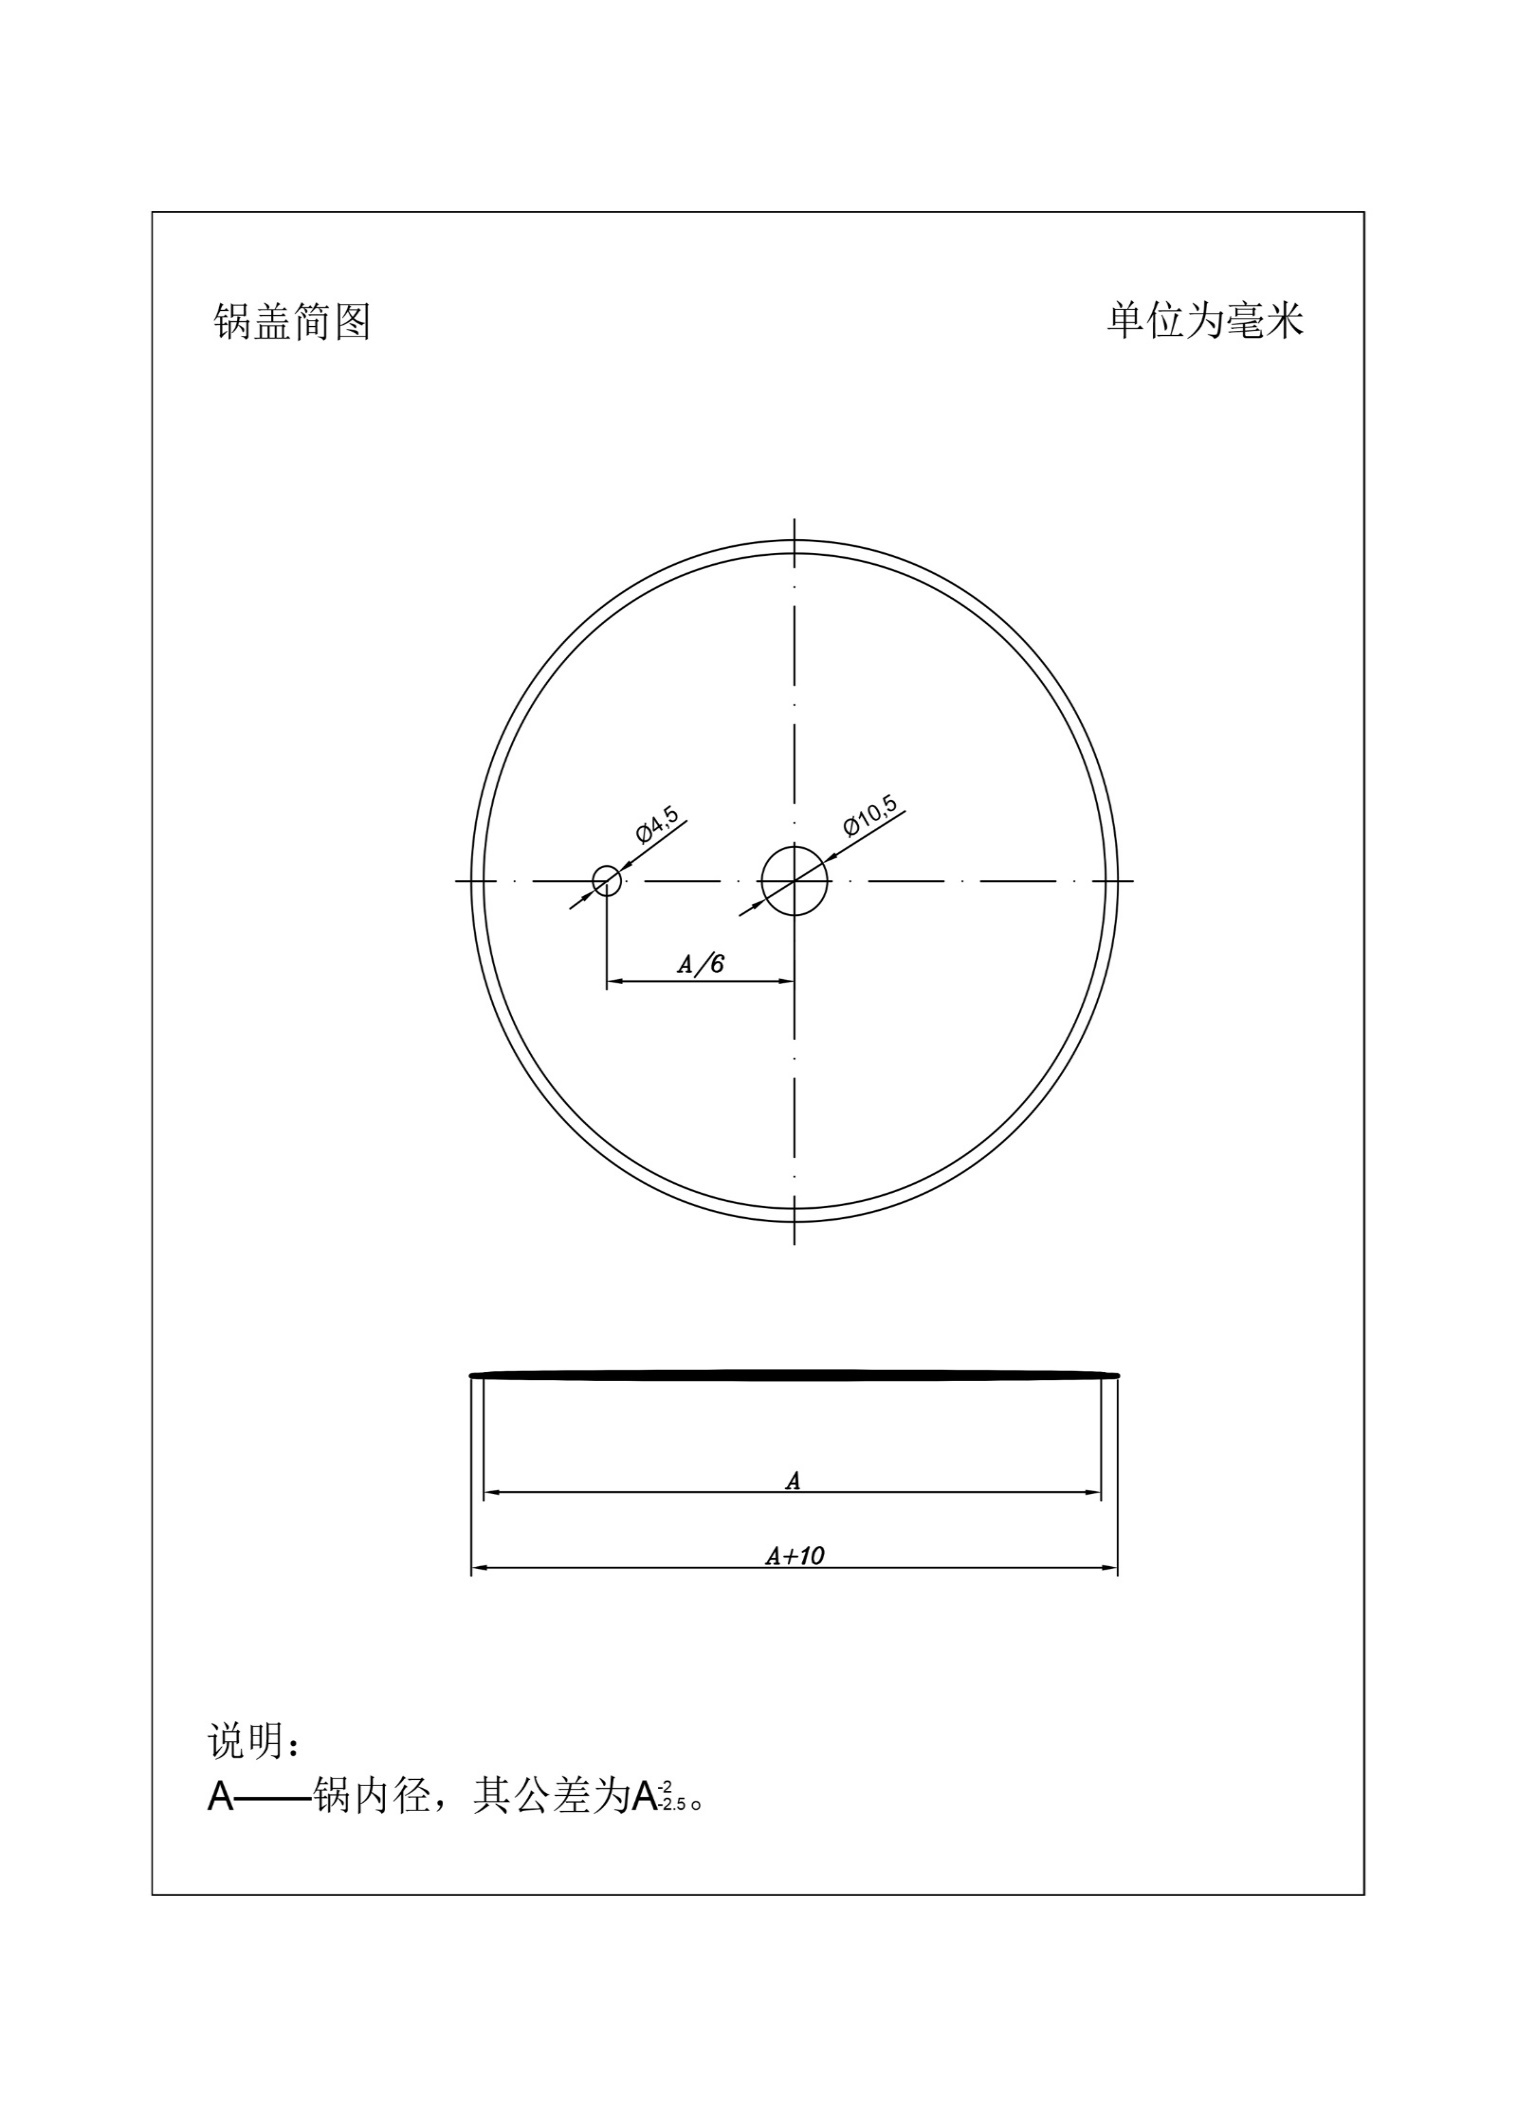 锅盖简图
单位为毫米
Ø4,5
Ø10,5
A/6
A
A+10
说明：
A——锅内径，其公差为A-2 -2.5。